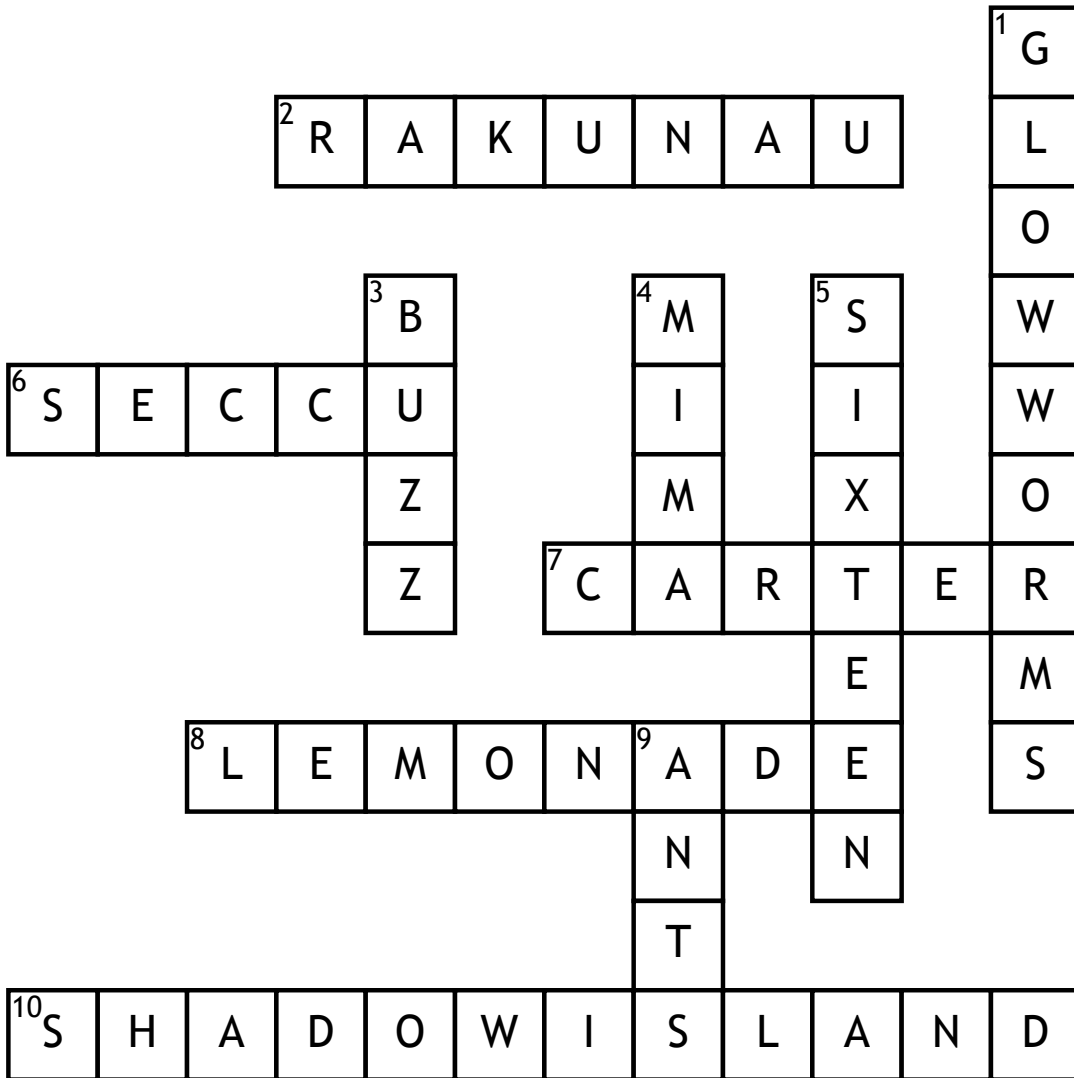 1 G
2 R A K U N A U L
O
3 B 4 M 5 S W
6 S E C C U I I W
Z M X O
Z 7 C A R T E R
E M
8 L E M O N 9 A D E S
N N
T
10 S H A D O W I S L A N D